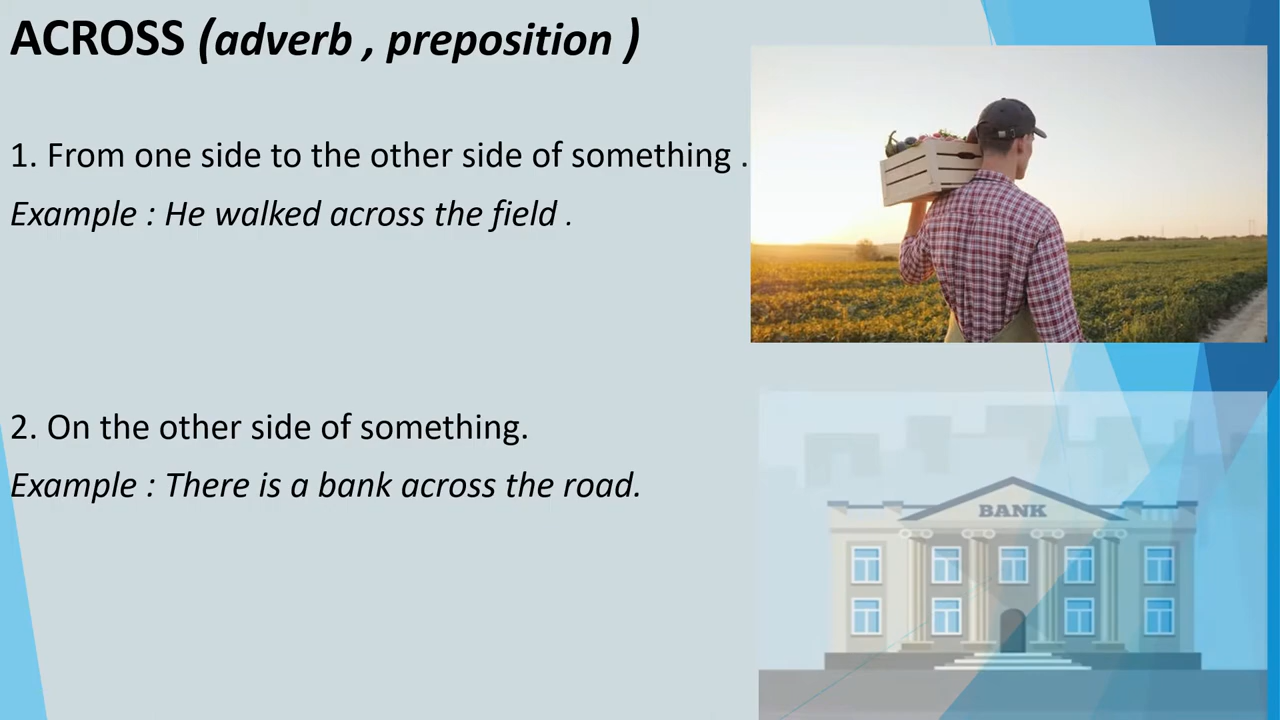 ACROSS (adverb , preposition )
1. From one side to the other side of something .
Example : He walked across the field .
2. On the other side of something.
Example : There is a bank across the road.
BANK